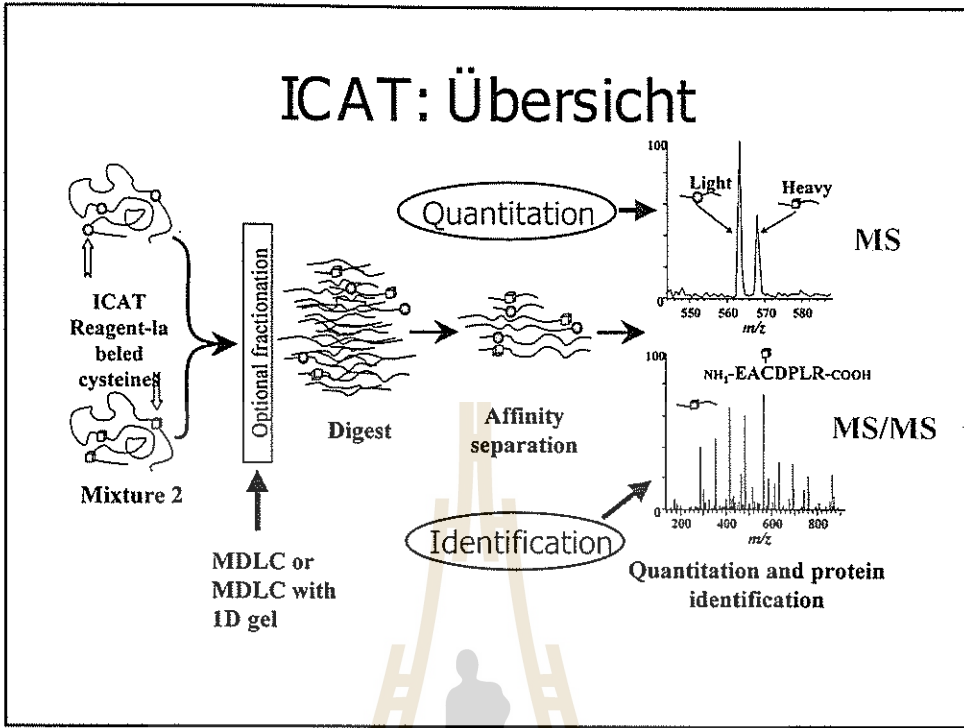 ICAT: Übersicht
ICAT
Reagent-la
beled
cysteines
Mixture 2
Optional fractionation
MDLC or
MDLC with
1D gel
Digest
Affinity
separation
Quantitation
Identification
100
Light
Heavy
MS
0
550 560 570 580
m/z
100
NH₂-EACDPLR-COOH
MS/MS
0
200 400 600 800
m/z
Quantitation and protein
identification